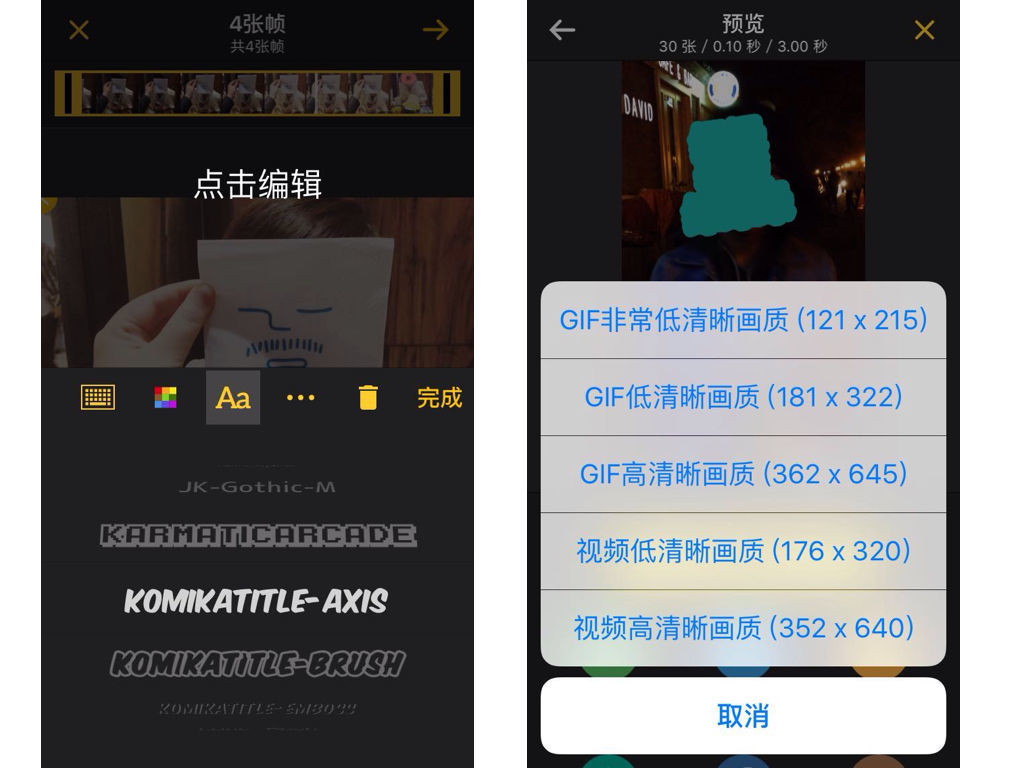 4张帧
共4张帧
点击编辑
Aa
完成
JK-Gothic-M
KARMATICARCADE
KOMIKATITLE-AXIS
KOMIKATITLE-BRUSH
KOMIKATITLE-EMBOSS
预览
30 张 / 0.10 秒 / 3.00 秒
DAVID
GIF非常低清晰画质 (121 x 215)
GIF低清晰画质 (181 x 322)
GIF高清晰画质 (362 x 645)
视频低清晰画质 (176 x 320)
视频高清晰画质 (352 x 640)
取消